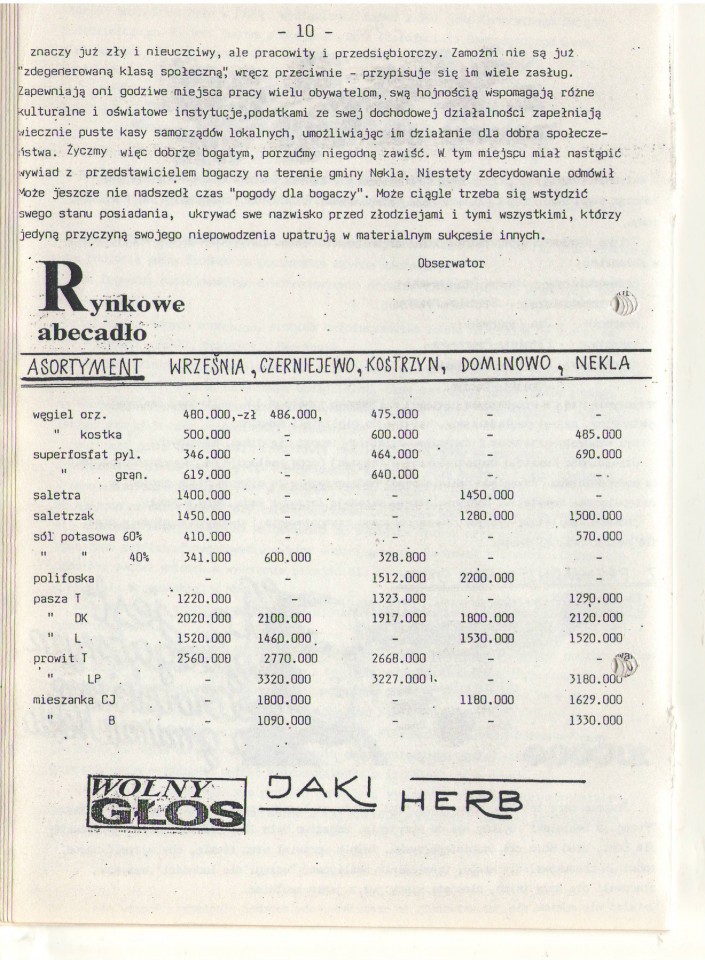 - 10 -
znaczy już zły i nieuczciwy, ale pracowity i przedsiębiorczy. Zamożni nie są już
"zdegenerowaną klasą społeczną", wręcz przeciwnie - przypisuje się im wiele zasług.
Zapewniają oni godziwe miejsca pracy wielu obywatelom, swą hojnością wspomagają różne
kulturalne i oświatowe instytucje,podatkami ze swej dochodowej działalności zapełniają
wiecznie puste kasy samorządów lokalnych, umożliwiając im działanie dla dobra społecze-
ństwa. Życzmy więc dobrze bogatym, porzućmy niegodną zawiść. W tym miejscu miał nastąpić
wywiad z przedstawicielem bogaczy na terenie gminy Nekla. Niestety zdecydowanie odmówił
Może jeszcze nie nadszedł czas "pogody dla bogaczy". Może ciągle trzeba się wstydzić
swego stanu posiadania, ukrywać swe nazwisko przed złodziejami i tymi wszystkimi, którzy
jedyną przyczyną swojego niepowodzenia upatrują w materialnym sukcesie innych.
Obserwator
Rynkowe
abecadło
ASORTYMENT WRZEŚNIA, CZERNIEJEWO, KOSTRZYN, DOMINOWO, NEKLA
węgiel orz. 480.000,-zł 486.000, 475.000 -
" kostka 500.000 - 600.000 485.000
superfosfat pyl. 346.000 - 464.000 - 690.000
" gran. 619.000 640.000
saletra 1400.000 - - 1450.000 -
saletrzak 1450.000 - - 1280.000 1500.000
sól potasowa 60% 410.000 - - - 570.000
" " 40% 341.000 600.000 328.800 - -
polifoska - - 1512.000 2200.000 -
pasza T 1220.000 - 1323.000 - 1290.000
" DK 2020.000 2100.000 1917.000 1800.000 2120.000
" L 1520.000 1460.000 - 1530.000 1520.000
prowit T 2560.000 2770.000 2668.000 - -
" LP - 3320.000 3227.000 - 3180.000
mieszanka CJ 1800.000 1180.000 1629.000
" B - 1090.000 - - 1330.000
WOLNY
GŁOS
JAKI HERB